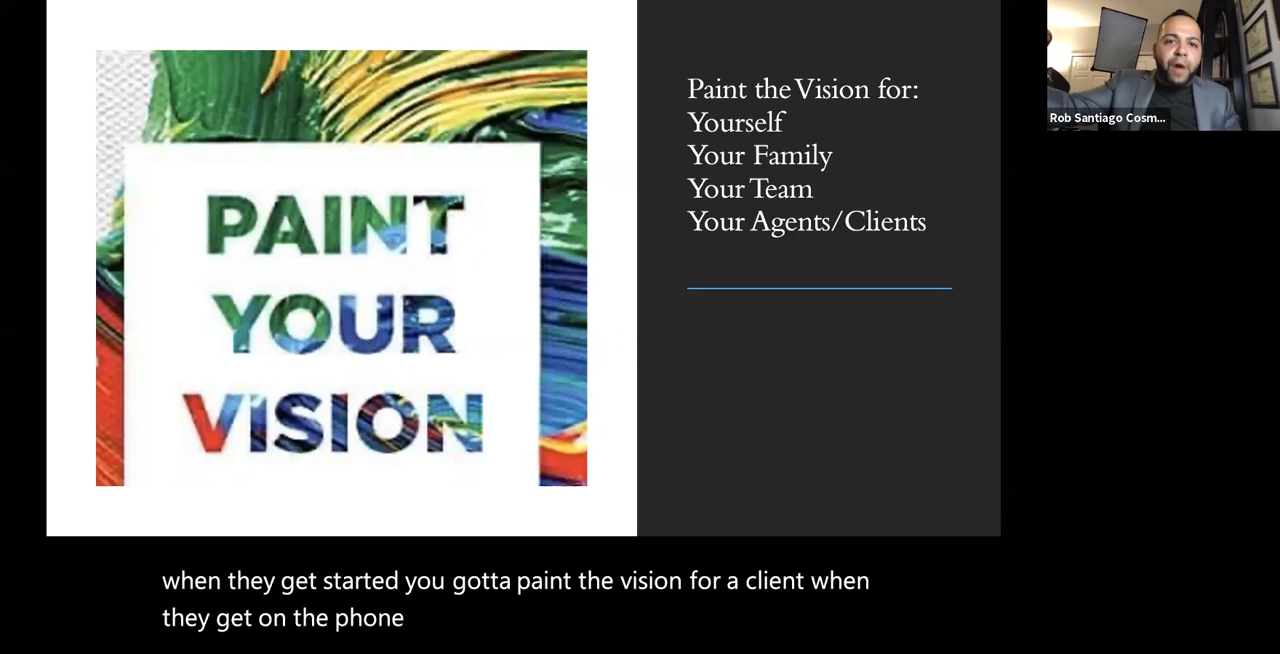 PAINT
YOUR
VISION
Paint the Vision for:
Yourself
Your Family
Your Team
Your Agents/Clients
Rob Santiago Cosm...
when they get started you gotta paint the vision for a client when
they get on the phone